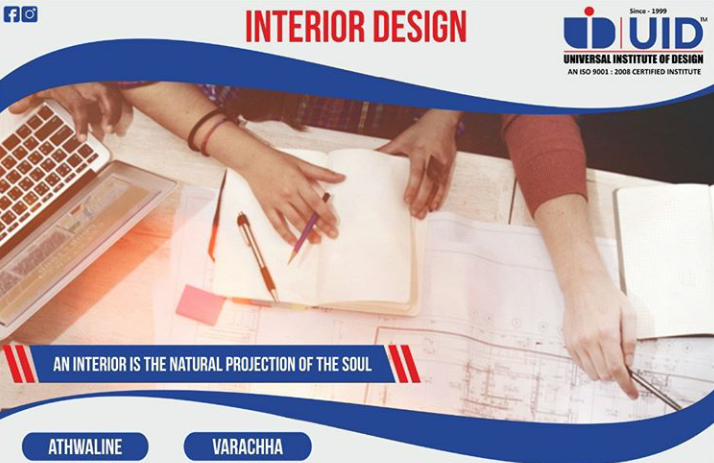 INTERIOR DESIGN
Since - 1999
UID TM
UNIVERSAL INSTITUTE OF DESIGN
AN ISO 9001 : 2008 CERTIFIED INSTITUTE
AN INTERIOR IS THE NATURAL PROJECTION OF THE SOUL
ATHWALINE
VARACHHA